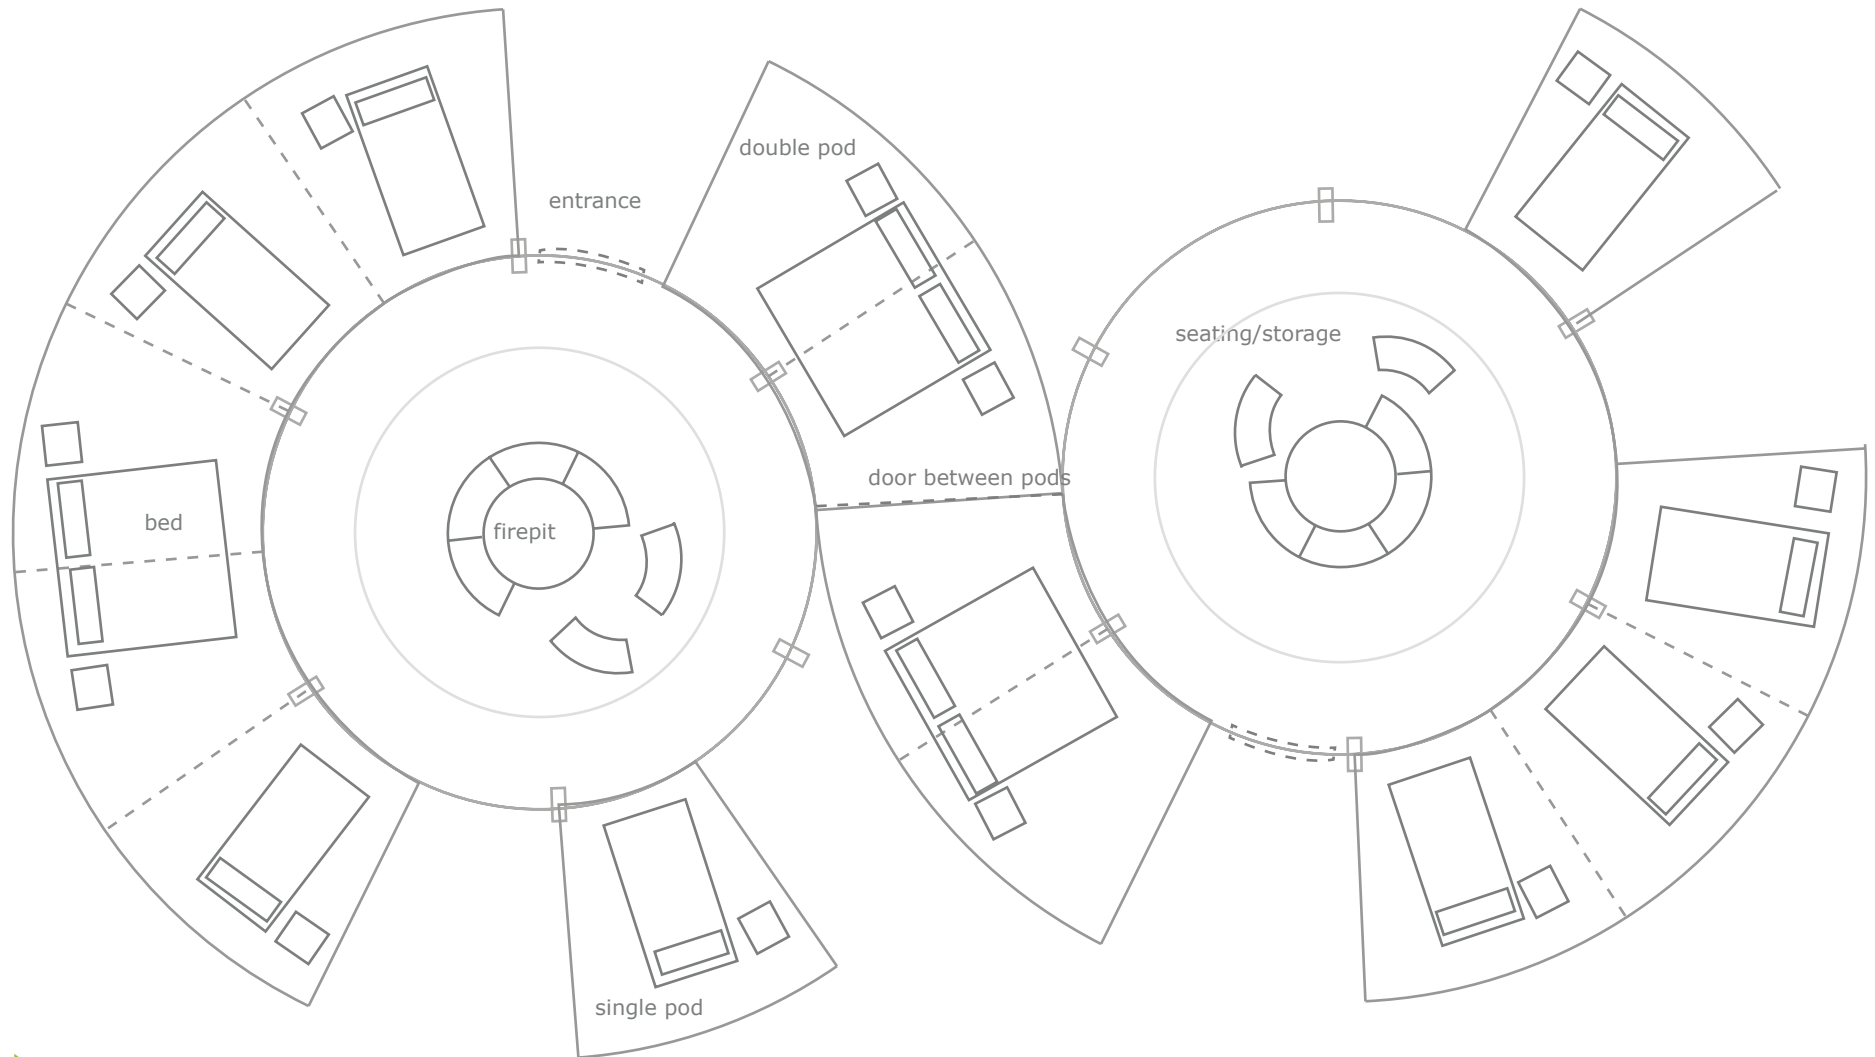 double pod
entrance
seating/storage
door between pods
bed
firepit
single pod